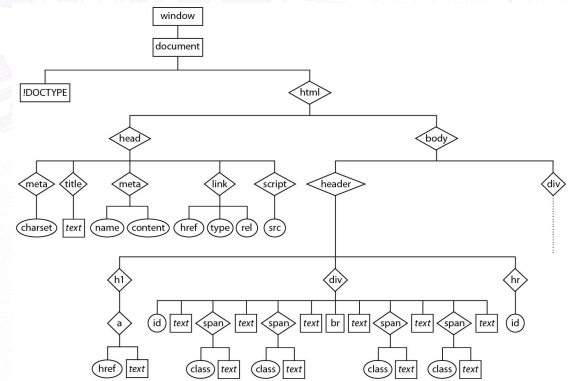 window
document
!DOCTYPE html
head body
meta title meta link script header div
charset text name content href type rel src
h1 div hr
a id text span text span text br text span text span text id
href text class text class text class text class text